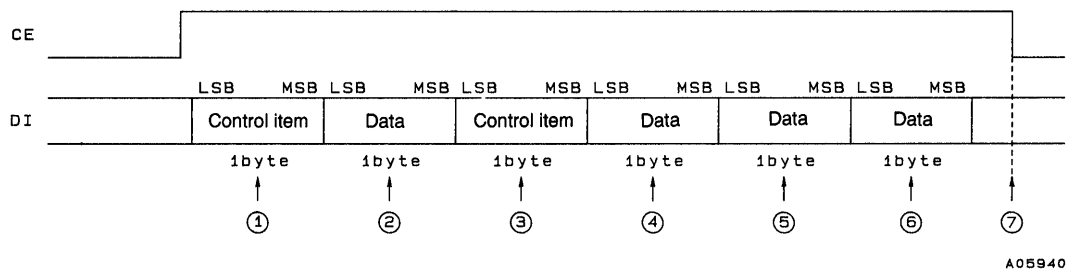 CE
LSB MSB LSB MSB LSB MSB LSB MSB LSB MSB LSB MSB
DI Control item Data Control item Data Data Data
1byte 1byte 1byte 1byte 1byte 1byte
① ② ③ ④ ⑤ ⑥ ⑦
A05940